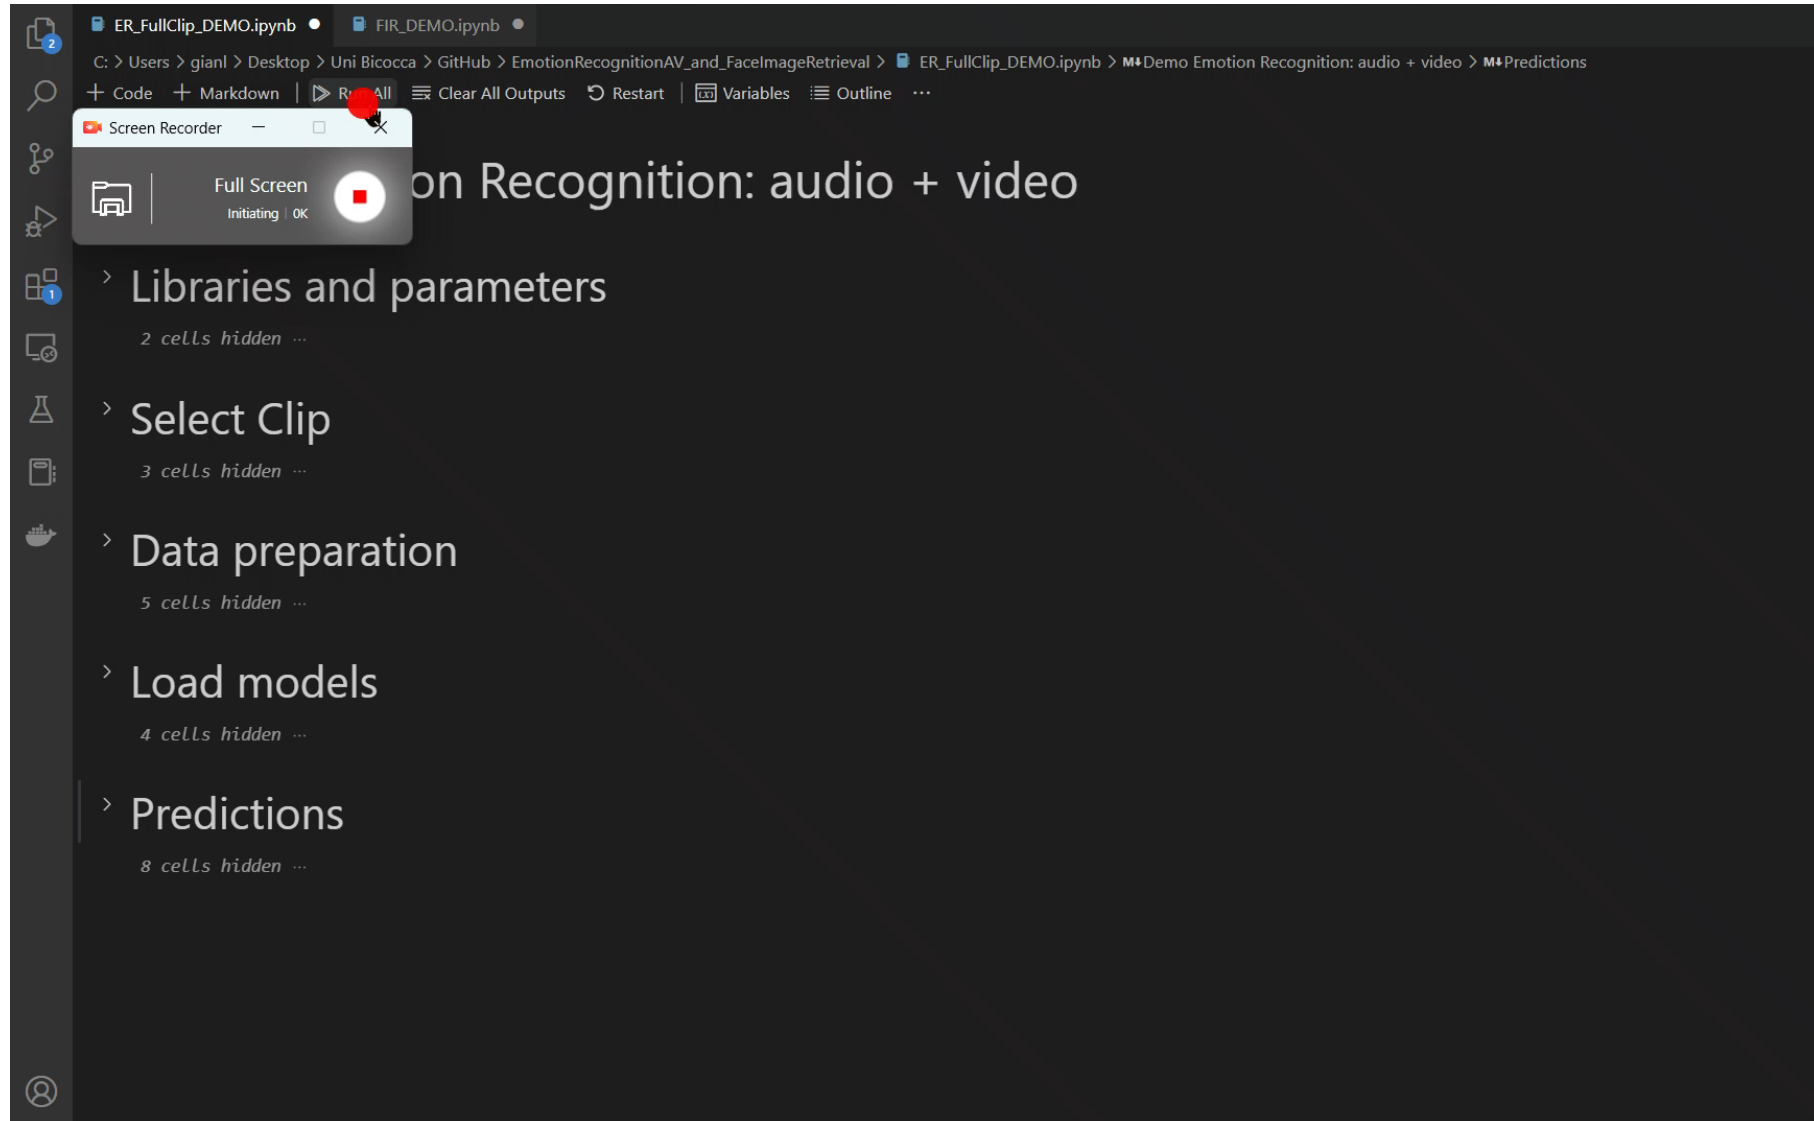 ER_FullClip_DEMO.ipynb FIR_DEMO.ipynb
2
C: > Users > gianl > Desktop > Uni Bicocca > GitHub > EmotionRecognitionAV_and_FaceImageRetrieval > ER_FullClip_DEMO.ipynb > M↓Demo Emotion Recognition: audio + video > M↓Predictions
+ Code + Markdown | Run All Clear All Outputs Restart | Variables Outline ···
Screen Recorder
Full Screen
Initiating | 0K
on Recognition: audio + video
1
Libraries and parameters
2 cells hidden ···
Select Clip
3 cells hidden ···
Data preparation
5 cells hidden ···
Load models
4 cells hidden ···
Predictions
8 cells hidden ···